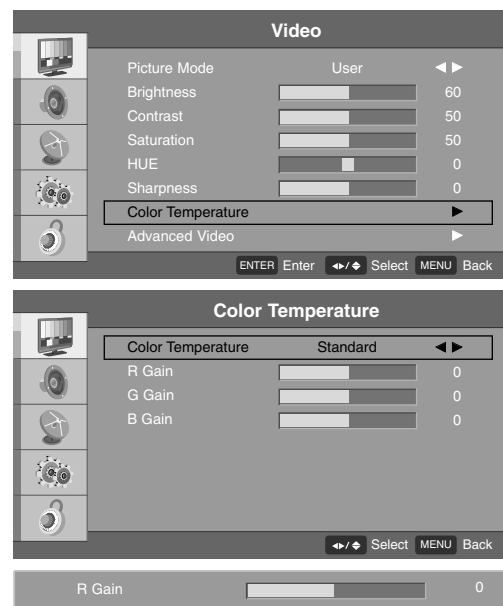 Video
Picture Mode User ◀ ▶
Brightness 60
Contrast 50
Saturation 50
HUE 0
Sharpness 0
Color Temperature ▶
Advanced Video ▶
ENTER Enter ◀▶/♦ Select MENU Back
Color Temperature
Color Temperature Standard ◀ ▶
R Gain 0
G Gain 0
B Gain 0
◀▶/♦ Select MENU Back
R Gain 0